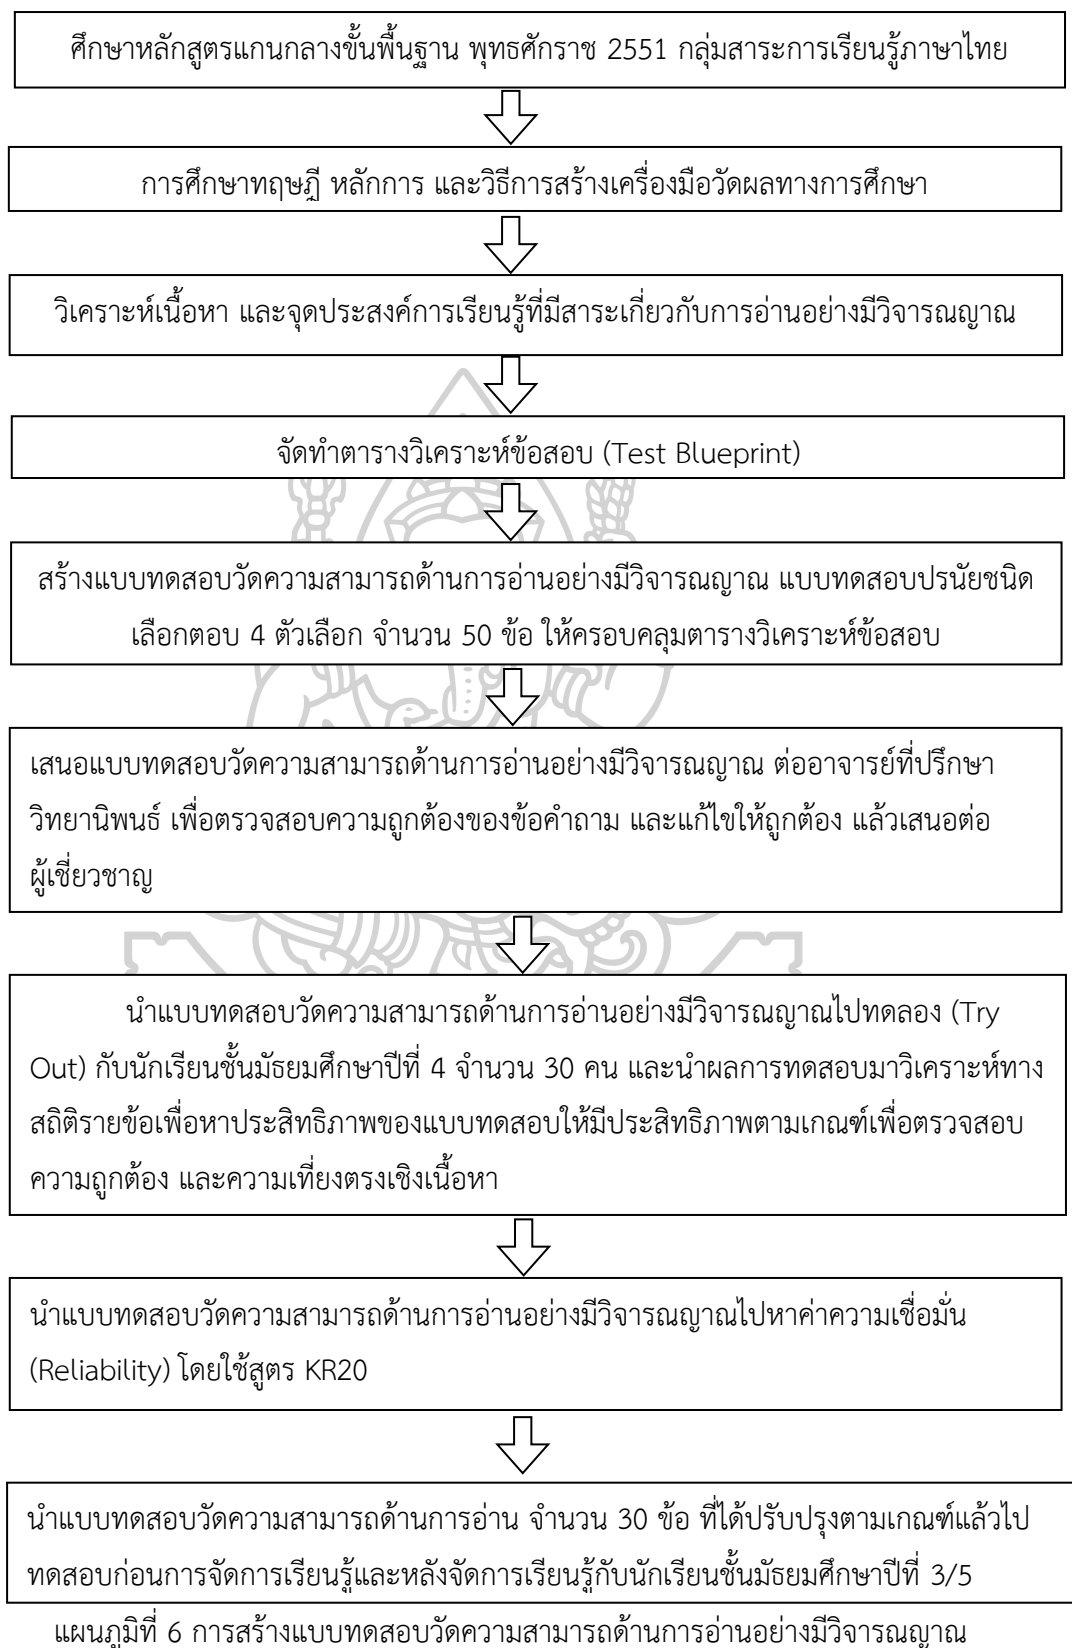 ศึกษาหลักสูตรแกนกลางขั้นพื้นฐาน พุทธศักราช 2551 กลุ่มสาระการเรียนรู้ภาษาไทย
การศึกษาทฤษฎี หลักการ และวิธีการสร้างเครื่องมือวัดผลทางการศึกษา
วิเคราะห์เนื้อหา และจุดประสงค์การเรียนรู้ที่มีสาระเกี่ยวกับการอ่านอย่างมีวิจารณญาณ
จัดทำตารางวิเคราะห์ข้อสอบ (Test Blueprint)
สร้างแบบทดสอบวัดความสามารถด้านการอ่านอย่างมีวิจารณญาณ แบบทดสอบปรนัยชนิด
เลือกตอบ 4 ตัวเลือก จำนวน 50 ข้อ ให้ครอบคลุมตารางวิเคราะห์ข้อสอบ
เสนอแบบทดสอบวัดความสามารถด้านการอ่านอย่างมีวิจารณญาณ ต่ออาจารย์ที่ปรึกษา
วิทยานิพนธ์ เพื่อตรวจสอบความถูกต้องของข้อคำถาม และแก้ไขให้ถูกต้อง แล้วเสนอต่อ
ผู้เชี่ยวชาญ
นำแบบทดสอบวัดความสามารถด้านการอ่านอย่างมีวิจารณญาณไปทดลอง (Try
Out) กับนักเรียนชั้นมัธยมศึกษาปีที่ 4 จำนวน 30 คน และนำผลการทดสอบมาวิเคราะห์ทาง
สถิติรายข้อเพื่อหาประสิทธิภาพของแบบทดสอบให้มีประสิทธิภาพตามเกณฑ์เพื่อตรวจสอบ
ความถูกต้อง และความเที่ยงตรงเชิงเนื้อหา
นำแบบทดสอบวัดความสามารถด้านการอ่านอย่างมีวิจารณญาณไปหาค่าความเชื่อมั่น
(Reliability) โดยใช้สูตร KR20
นำแบบทดสอบวัดความสามารถด้านการอ่าน จำนวน 30 ข้อ ที่ได้ปรับปรุงตามเกณฑ์แล้วไป
ทดสอบก่อนการจัดการเรียนรู้และหลังจัดการเรียนรู้กับนักเรียนชั้นมัธยมศึกษาปีที่ 3/5
แผนภูมิที่ 6 การสร้างแบบทดสอบวัดความสามารถด้านการอ่านอย่างมีวิจารณญาณ